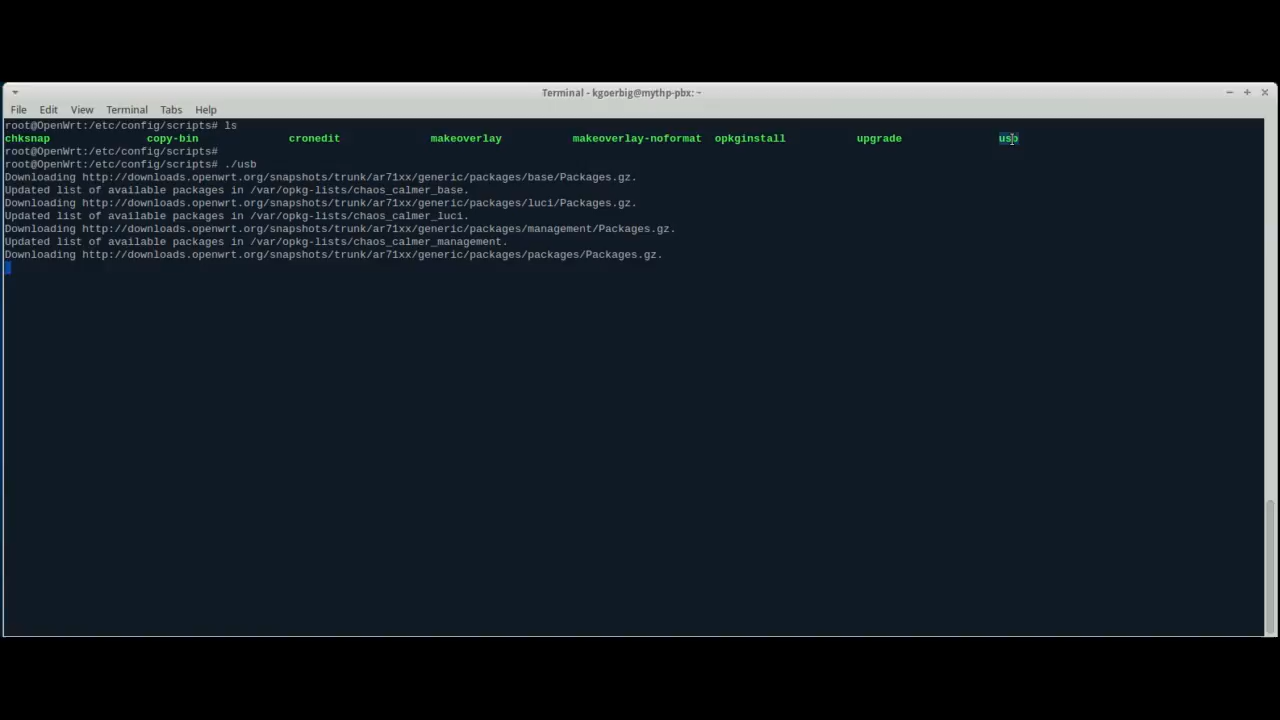 Terminal - kgoerbig@mythp-pbx: ~
File Edit View Terminal Tabs Help
root@OpenWrt:/etc/config/scripts# ls
chksnap copy-bin cronedit makeoverlay makeoverlay-noformat opkginstall upgrade usb
root@OpenWrt:/etc/config/scripts#
root@OpenWrt:/etc/config/scripts# ./usb
Downloading http://downloads.openwrt.org/snapshots/trunk/ar71xx/generic/packages/base/Packages.gz.
Updated list of available packages in /var/opkg-lists/chaos_calmer_base.
Downloading http://downloads.openwrt.org/snapshots/trunk/ar71xx/generic/packages/luci/Packages.gz.
Updated list of available packages in /var/opkg-lists/chaos_calmer_luci.
Downloading http://downloads.openwrt.org/snapshots/trunk/ar71xx/generic/packages/management/Packages.gz.
Updated list of available packages in /var/opkg-lists/chaos_calmer_management.
Downloading http://downloads.openwrt.org/snapshots/trunk/ar71xx/generic/packages/packages/Packages.gz.